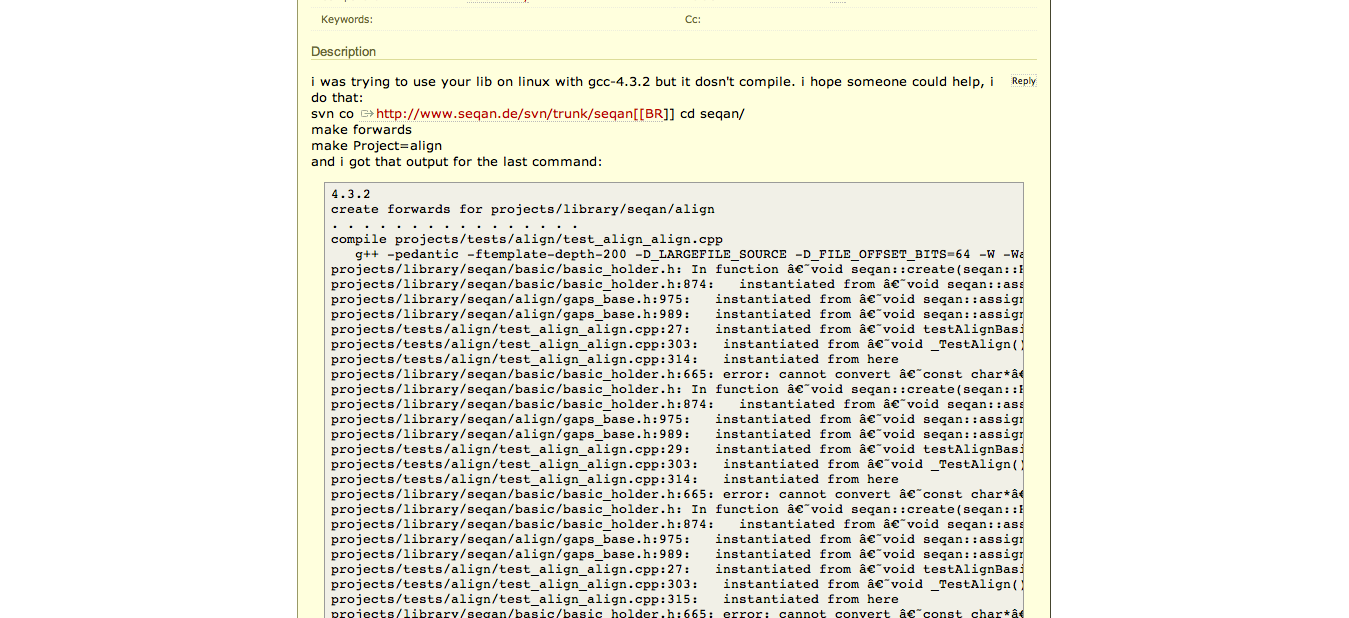 Keywords: Cc:
Description
i was trying to use your lib on linux with gcc-4.3.2 but it dosn't compile. i hope someone could help, i Reply
do that:
svn co http://www.seqan.de/svn/trunk/seqan[[BR]] cd seqan/
make forwards
make Project=align
and i got that output for the last command:
4.3.2
create forwards for projects/library/seqan/align
. . . . . . . . . . . . . . . .
compile projects/tests/align/test_align_align.cpp
g++ -pedantic -ftemplate-depth-200 -D_LARGEFILE_SOURCE -D_FILE_OFFSET_BITS=64 -W -Wa
projects/library/seqan/basic/basic_holder.h: In function â€˜void seqan::create(seqan::H
projects/library/seqan/basic/basic_holder.h:874:   instantiated from â€˜void seqan::ass
projects/library/seqan/align/gaps_base.h:975:   instantiated from â€˜void seqan::assign
projects/library/seqan/align/gaps_base.h:989:   instantiated from â€˜void seqan::assign
projects/tests/align/test_align_align.cpp:27:   instantiated from â€˜void testAlignBasi
projects/tests/align/test_align_align.cpp:303:   instantiated from â€˜void _TestAlign()
projects/tests/align/test_align_align.cpp:314:   instantiated from here
projects/library/seqan/basic/basic_holder.h:665: error: cannot convert â€˜const char*â€
projects/library/seqan/basic/basic_holder.h: In function â€˜void seqan::create(seqan::H
projects/library/seqan/basic/basic_holder.h:874:   instantiated from â€˜void seqan::ass
projects/library/seqan/align/gaps_base.h:975:   instantiated from â€˜void seqan::assign
projects/library/seqan/align/gaps_base.h:989:   instantiated from â€˜void seqan::assign
projects/tests/align/test_align_align.cpp:29:   instantiated from â€˜void testAlignBasi
projects/tests/align/test_align_align.cpp:303:   instantiated from â€˜void _TestAlign()
projects/tests/align/test_align_align.cpp:314:   instantiated from here
projects/library/seqan/basic/basic_holder.h:665: error: cannot convert â€˜const char*â€
projects/library/seqan/basic/basic_holder.h: In function â€˜void seqan::create(seqan::H
projects/library/seqan/basic/basic_holder.h:874:   instantiated from â€˜void seqan::ass
projects/library/seqan/align/gaps_base.h:975:   instantiated from â€˜void seqan::assign
projects/library/seqan/align/gaps_base.h:989:   instantiated from â€˜void seqan::assign
projects/tests/align/test_align_align.cpp:27:   instantiated from â€˜void testAlignBasi
projects/tests/align/test_align_align.cpp:303:   instantiated from â€˜void _TestAlign()
projects/tests/align/test_align_align.cpp:315:   instantiated from here
projects/library/seqan/basic/basic_holder.h:665: error: cannot convert â€˜const char*â€